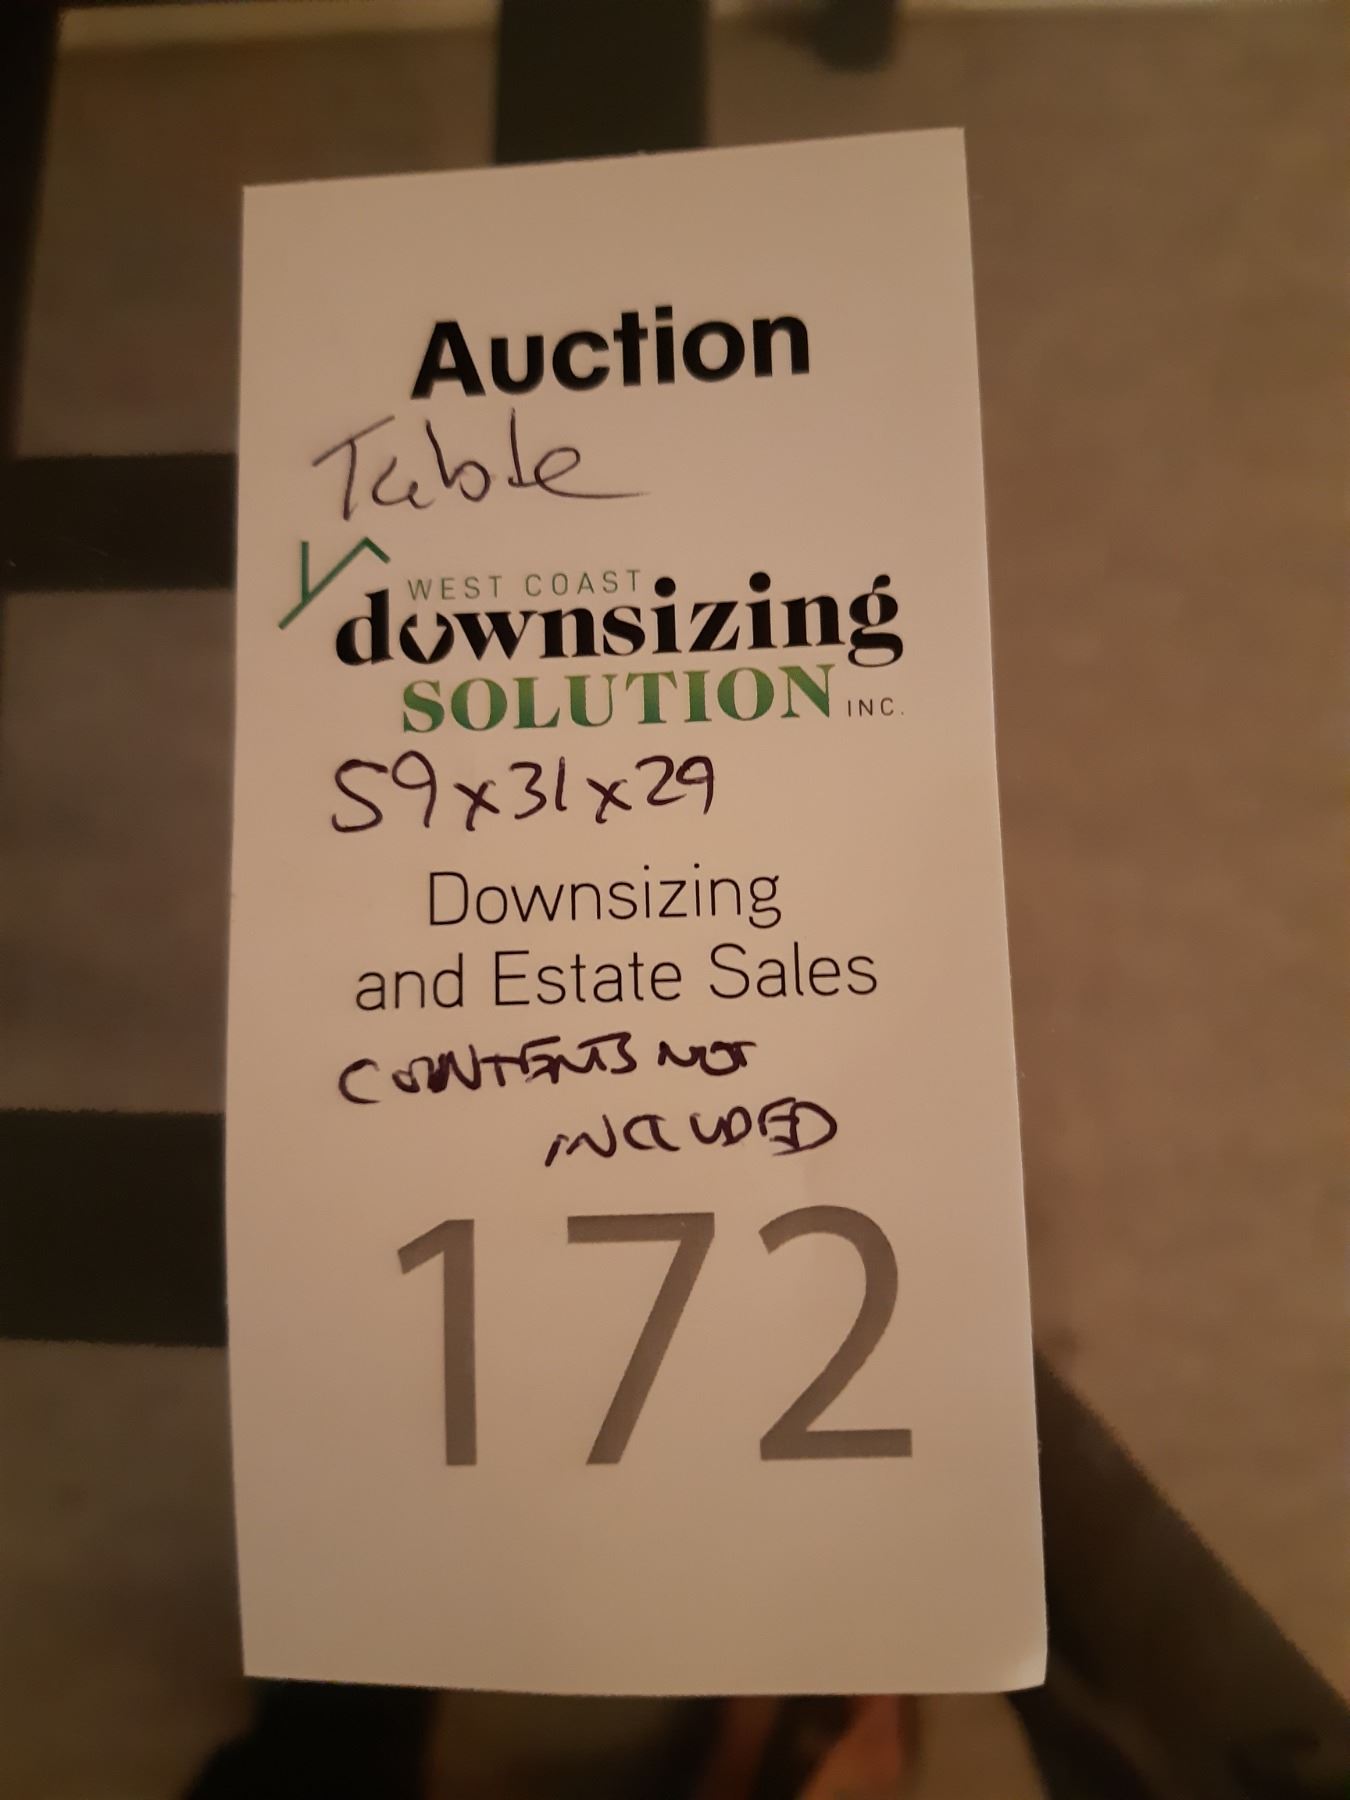 Auction
Table
WEST COAST
downsizing
SOLUTION INC.
59x31x29
Downsizing
and Estate Sales
CONTENTS NOT
INCLUDED
172